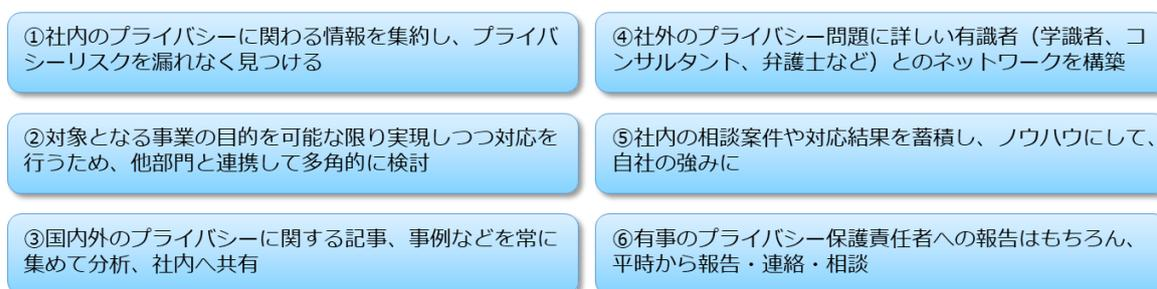 ①社内のプライバシーに関わる情報を集約し、プライバ
シーリスクを漏れなく見つける
②対象となる事業の目的を可能な限り実現しつつ対応を
行うため、他部門と連携して多角的に検討
③国内外のプライバシーに関する記事、事例などを常に
集めて分析、社内へ共有
④社外のプライバシー問題に詳しい有識者（学識者、コ
ンサルタント、弁護士など）とのネットワークを構築
⑤社内の相談案件や対応結果を蓄積し、ノウハウにして、
自社の強みに
⑥有事のプライバシー保護責任者への報告はもちろん、
平時から報告・連絡・相談